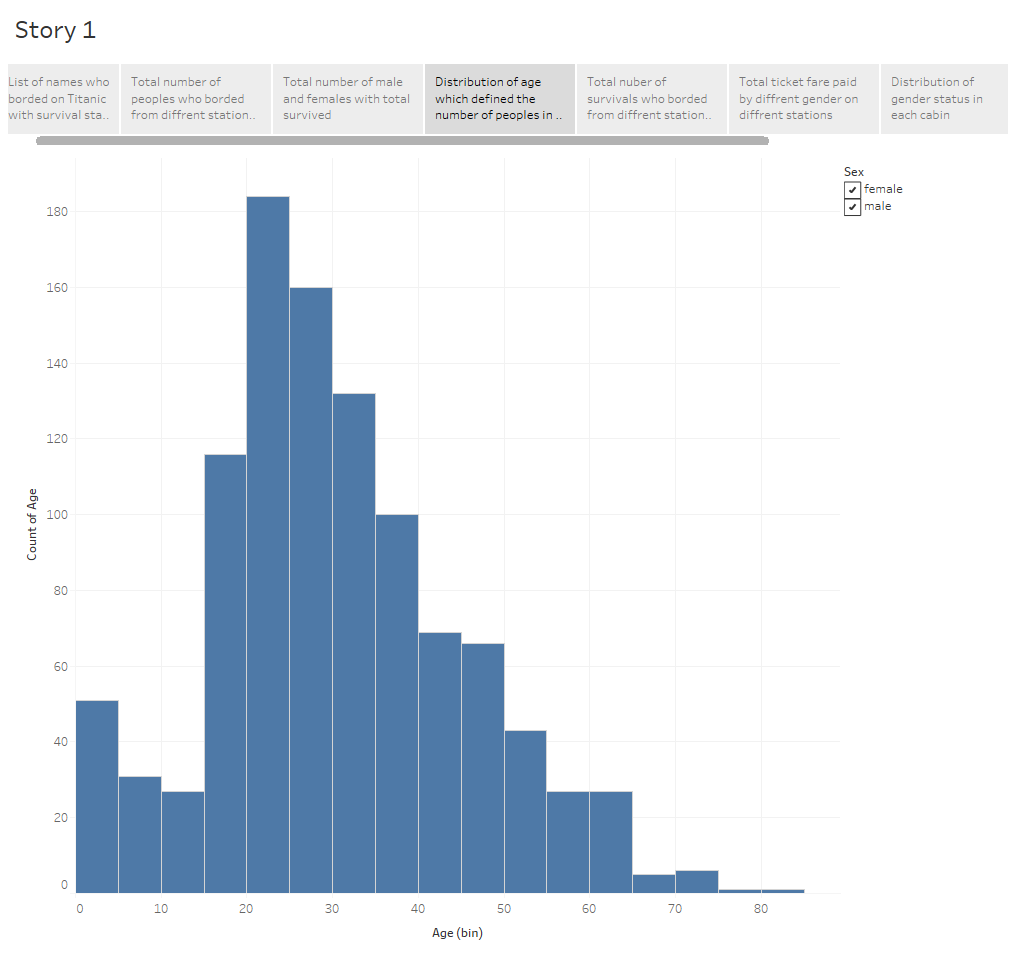 Story 1
List of names who
borded on Titanic
with survival sta..
Total number of
peoples who borded
from diffrent station..
Total number of male
and females with total
survived
Distribution of age
which defined the
number of peoples in ..
Total nuber of
survivals who borded
from diffrent station..
Total ticket fare paid
by diffrent gender on
diffrent stations
Distribution of
gender status in
each cabin
Sex
female
male
180
160
140
120
100
80
60
40
20
0
Count of Age
0 10 20 30 40 50 60 70 80
Age (bin)